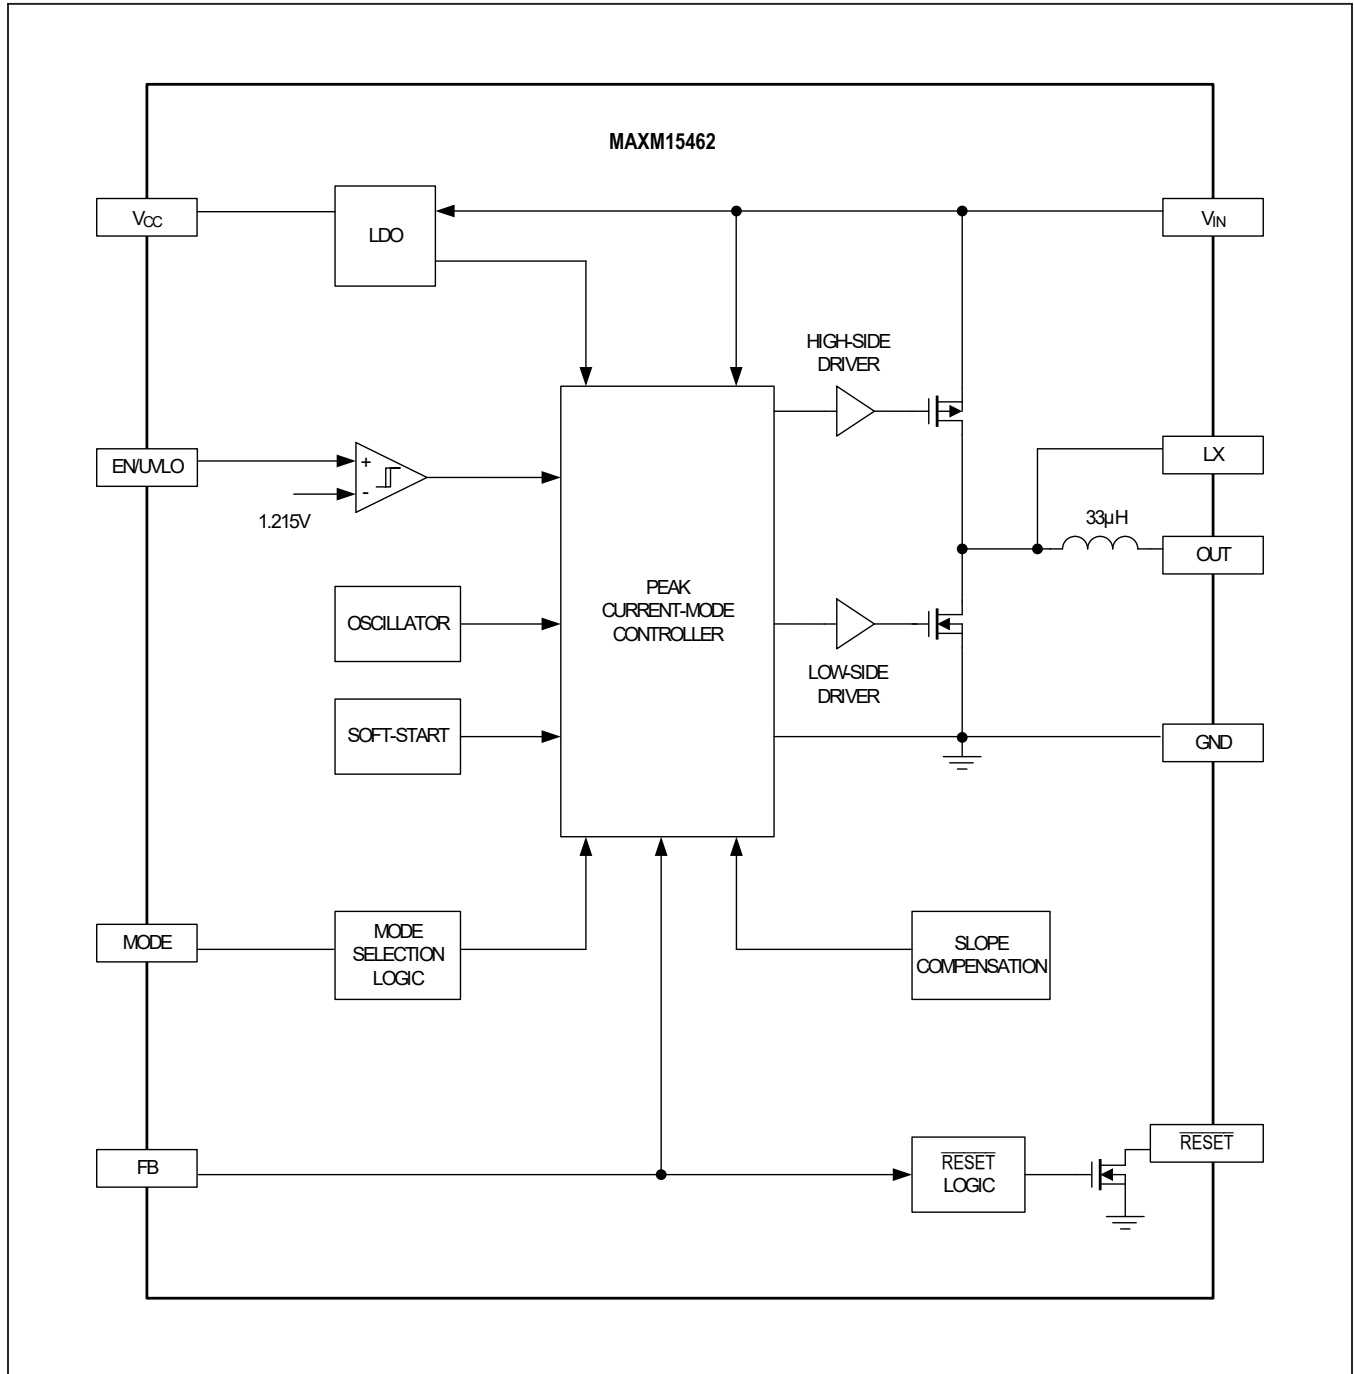 MAXM15462
VCC
LDO
VIN
HIGH-SIDE
DRIVER
EN/UVLO
+
-
1.215V
LX
33µH
OUT
PEAK
CURRENT-MODE
CONTROLLER
OSCILLATOR
LOW-SIDE
DRIVER
SOFT-START
GND
MODE
MODE
SELECTION
LOGIC
SLOPE
COMPENSATION
FB
RESET
LOGIC
RESET